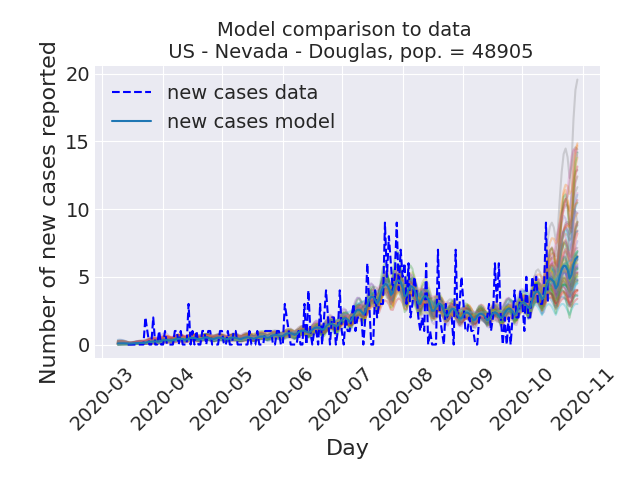 Model comparison to data
US - Nevada - Douglas, pop. = 48905
new cases data
new cases model
Number of new cases reported
20
15
10
5
0
2020-03
2020-04
2020-05
2020-06
2020-07
2020-08
2020-09
2020-10
2020-11
Day